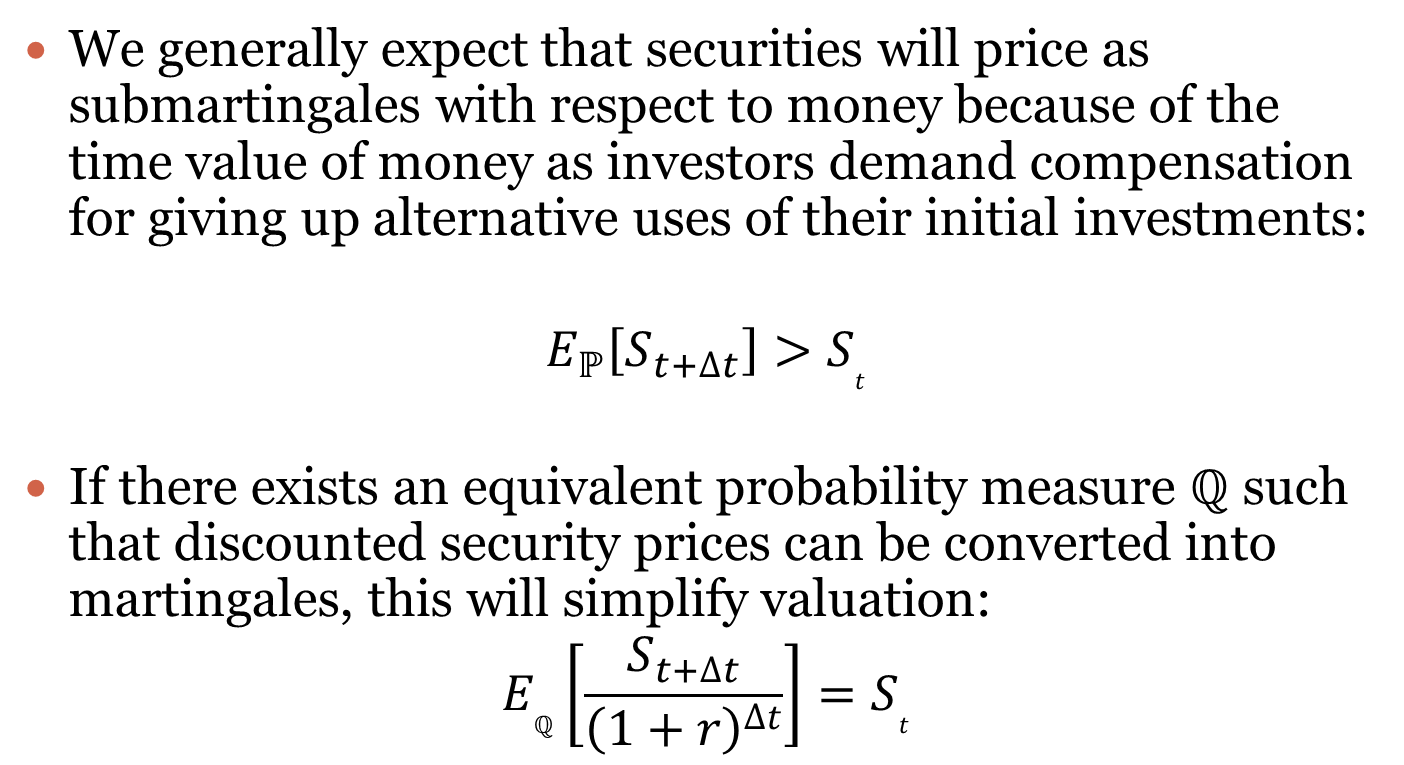 • We generally expect that securities will price as
submartingales with respect to money because of the
time value of money as investors demand compensation
for giving up alternative uses of their initial investments:
E_ℙ[S_{t+Δt}] > S_t
• If there exists an equivalent probability measure ℚ such
that discounted security prices can be converted into
martingales, this will simplify valuation:
E_ℚ[S_{t+Δt}/(1 + r)^{Δt}] = S_t